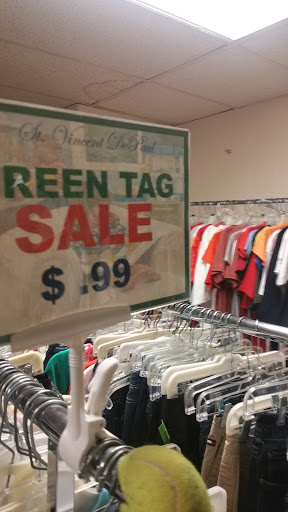 St. Vincent De Paul
REEN TAG
SALE
$ .99